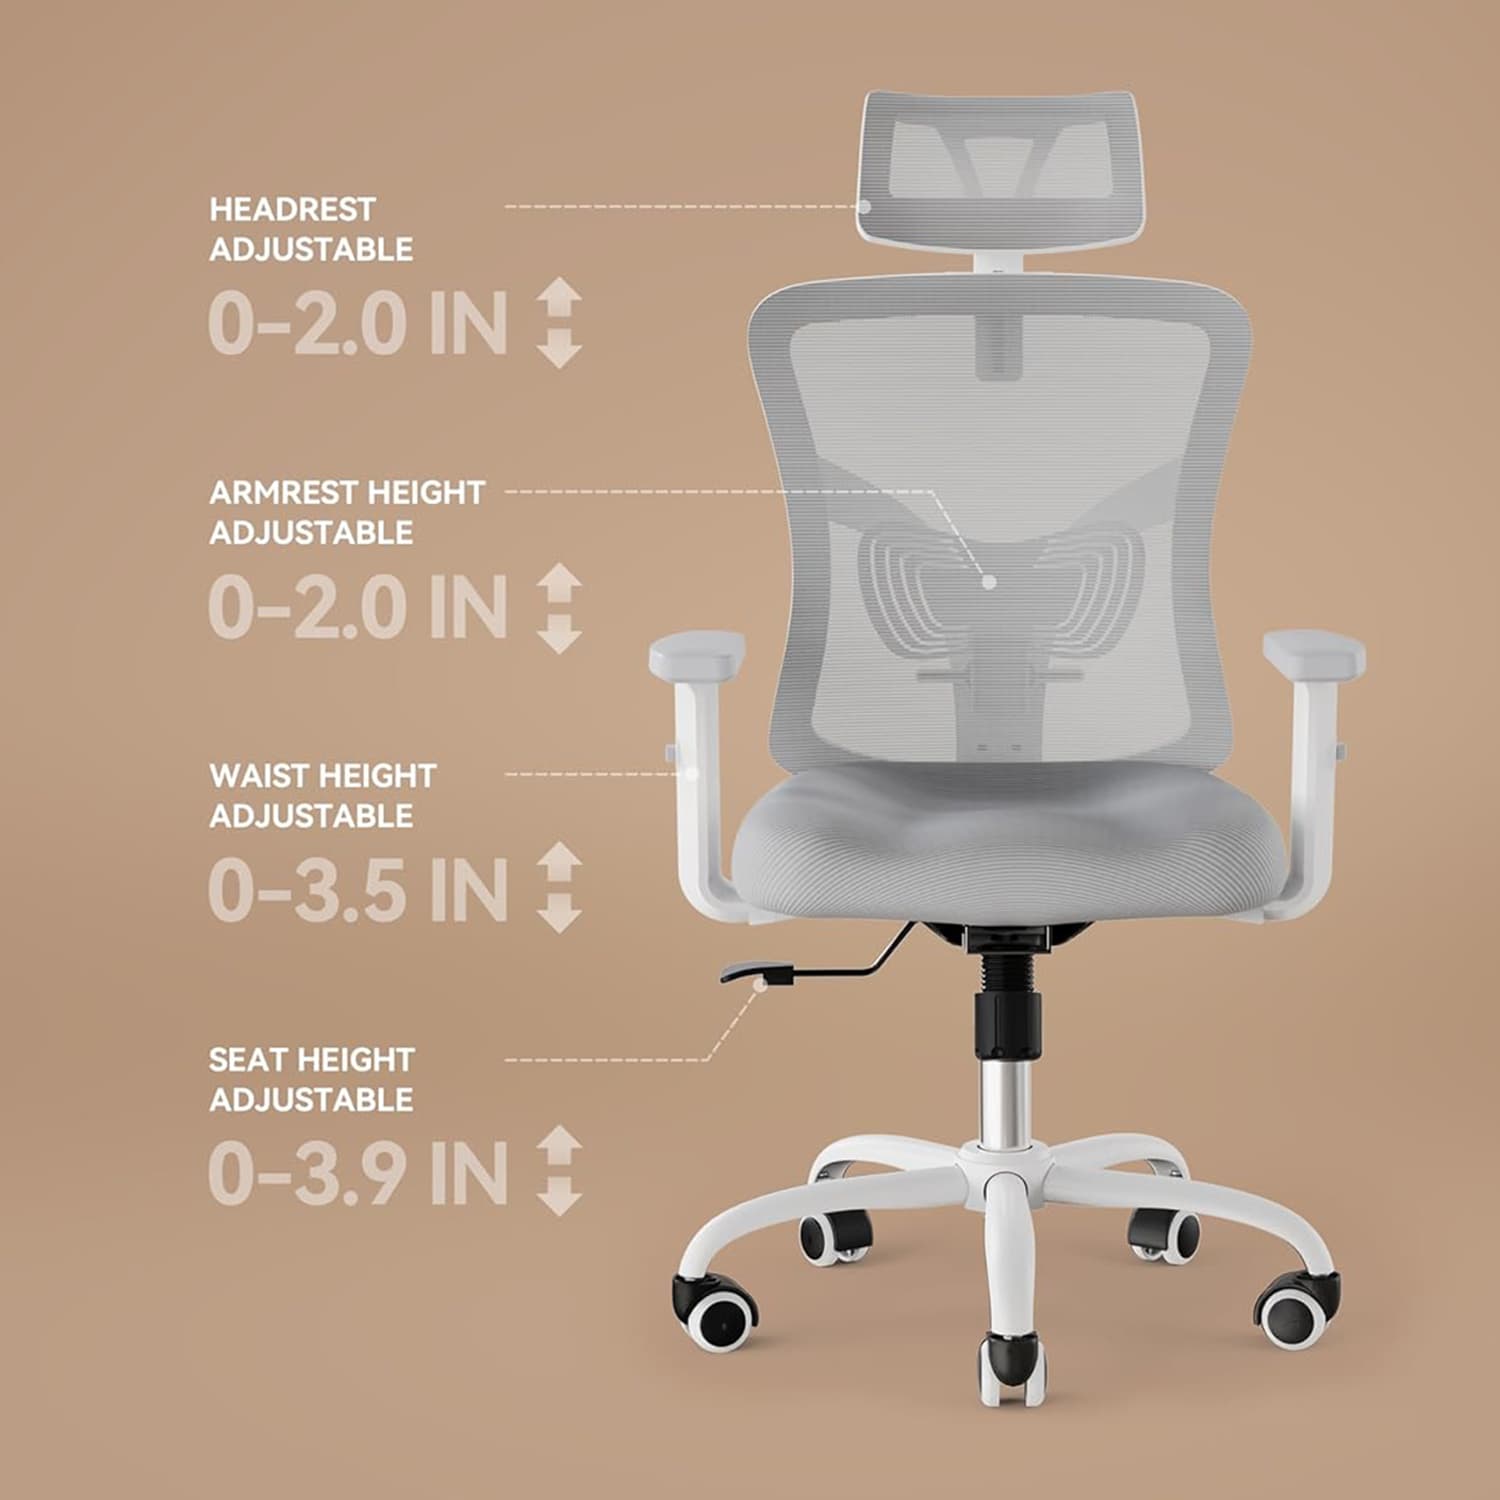 HEADREST
ADJUSTABLE
0-2.0 IN
ARMREST HEIGHT
ADJUSTABLE
0-2.0 IN
WAIST HEIGHT
ADJUSTABLE
0-3.5 IN
SEAT HEIGHT
ADJUSTABLE
0-3.9 IN